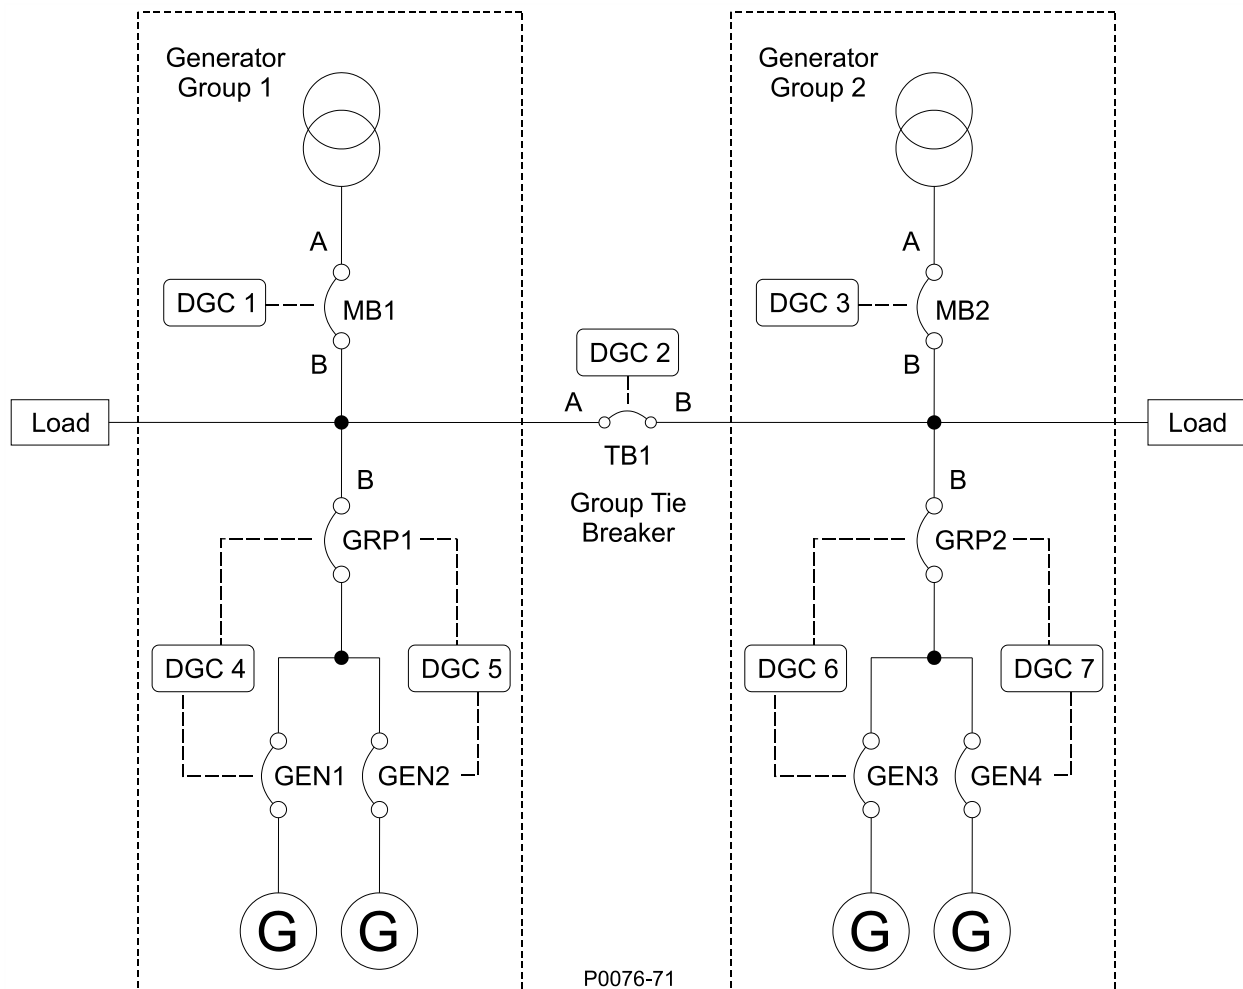 Generator
Group 1
Generator
Group 2
A
A
DGC 1
MB1
DGC 3
MB2
B
DGC 2
B
Load
A
B
Load
TB1
B
Group Tie
Breaker
B
GRP1
GRP2
DGC 4
DGC 5
DGC 6
DGC 7
GEN1
GEN2
GEN3
GEN4
G
G
G
G
P0076-71